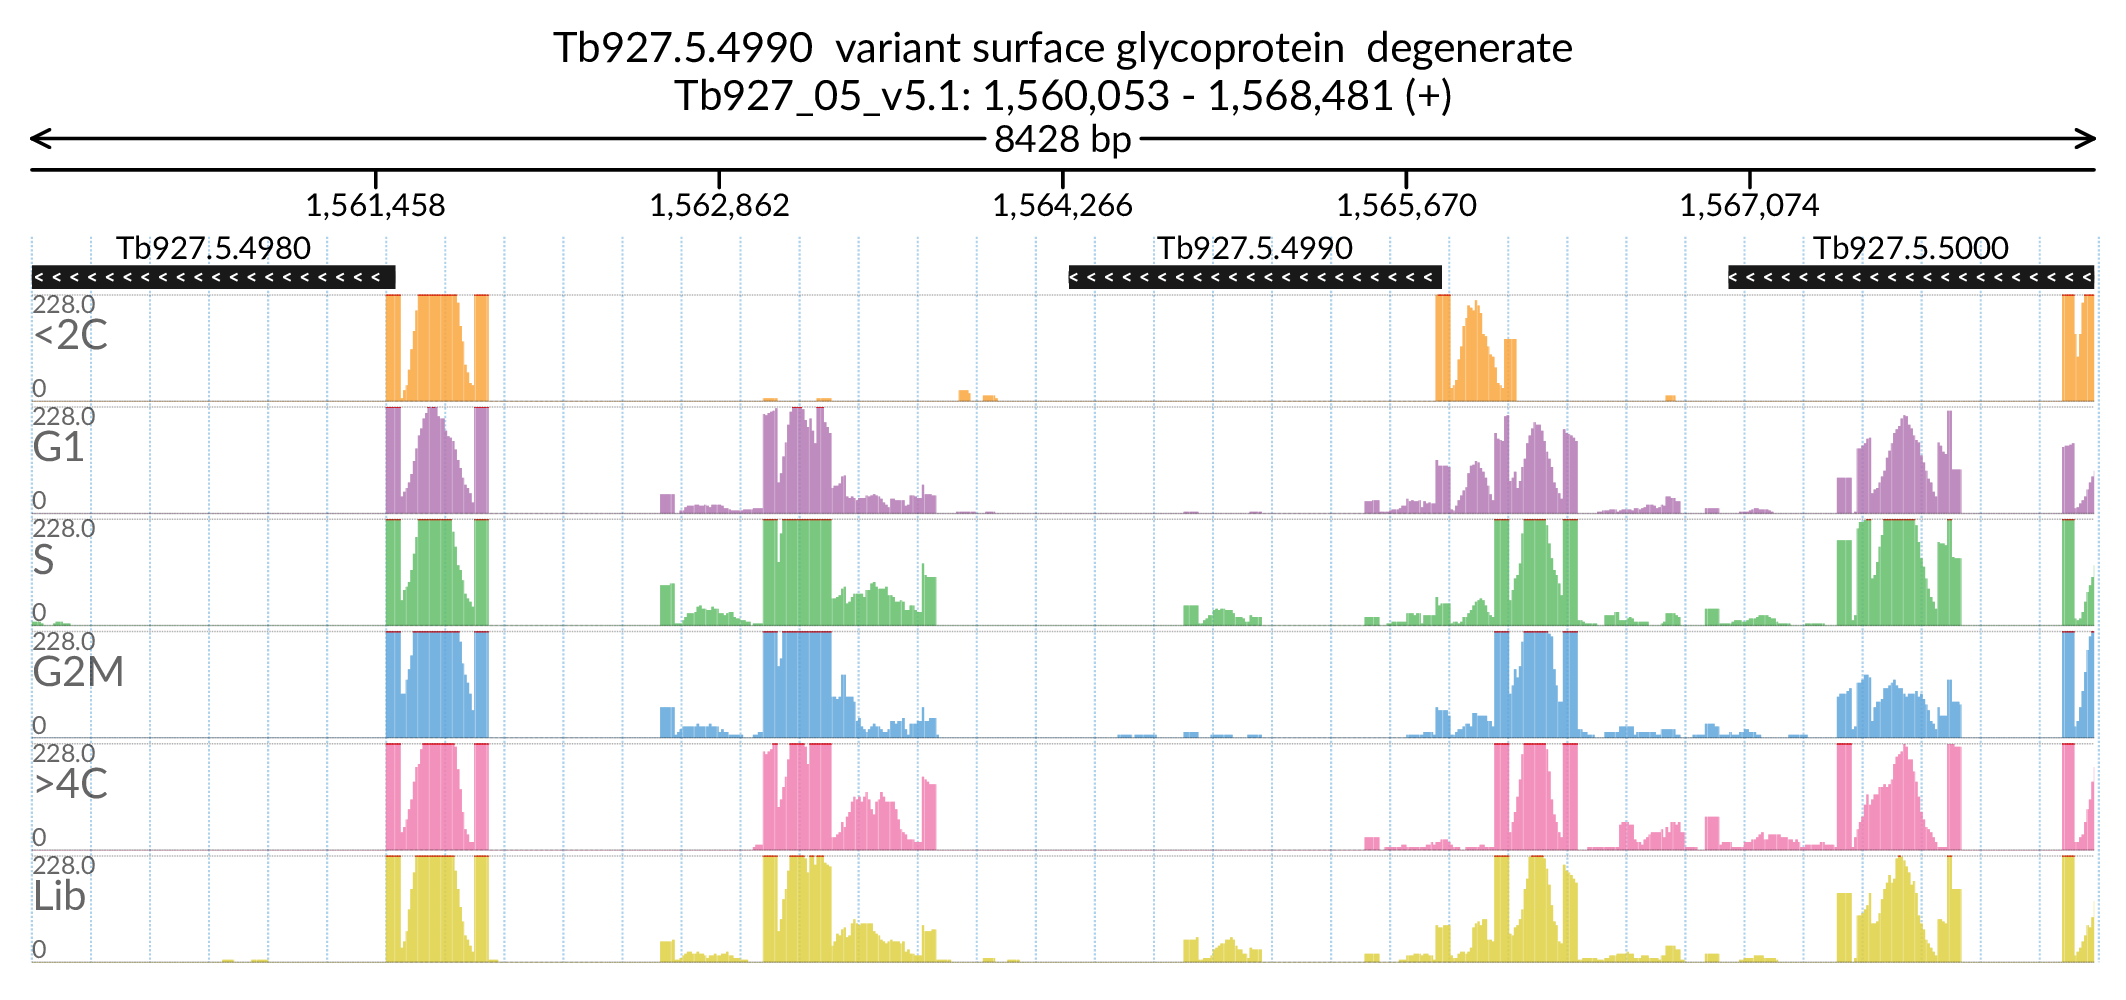 Tb927.5.4990  variant surface glycoprotein  degenerate
Tb927_05_v5.1: 1,560,053 - 1,568,481 (+)
8428 bp
1,561,458 1,562,862 1,564,266 1,565,670 1,567,074
Tb927.5.4980 Tb927.5.4990 Tb927.5.5000
228.0
<2C
0
228.0
G1
0
228.0
S
0
228.0
G2M
0
228.0
>4C
0
228.0
Lib
0